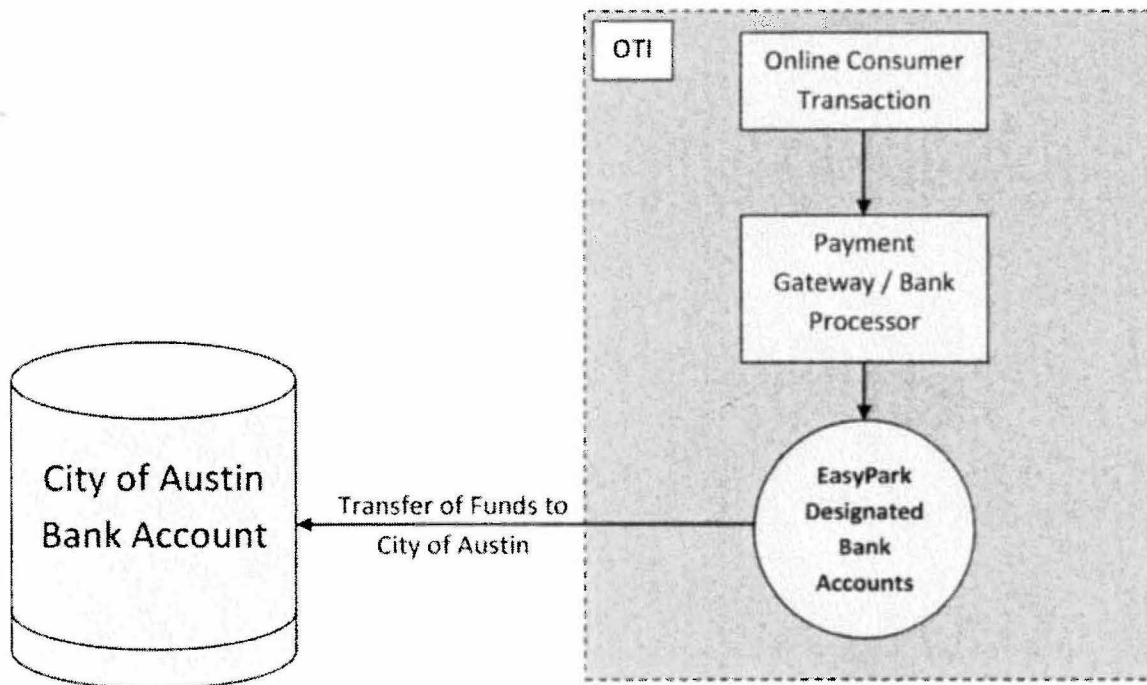 OTI
Online Consumer
Transaction
Payment
Gateway / Bank
Processor
EasyPark
Designated
Bank
Accounts
Transfer of Funds to
City of Austin
City of Austin
Bank Account